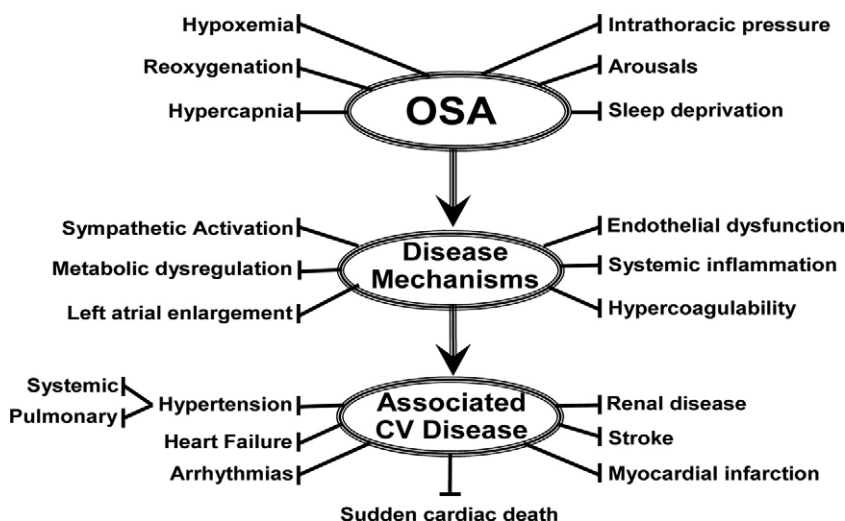 Hypoxemia
Intrathoracic pressure
Reoxygenation
Arousals
Hypercapnia
OSA
Sleep deprivation
Sympathetic Activation
Endothelial dysfunction
Metabolic dysregulation
Disease
Mechanisms
Systemic inflammation
Left atrial enlargement
Hypercoagulability
Systemic
Pulmonary
Hypertension
Associated
CV Disease
Renal disease
Heart Failure
Stroke
Arrhythmias
Myocardial infarction
Sudden cardiac death